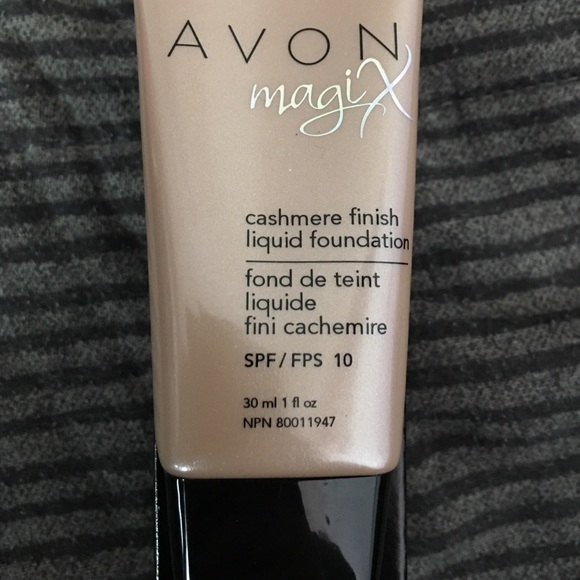 AVON
magiX
cashmere finish
liquid foundation
fond de teint
liquide
fini cachemire
SPF/FPS 10
30 ml 1 fl oz
NPN 80011947